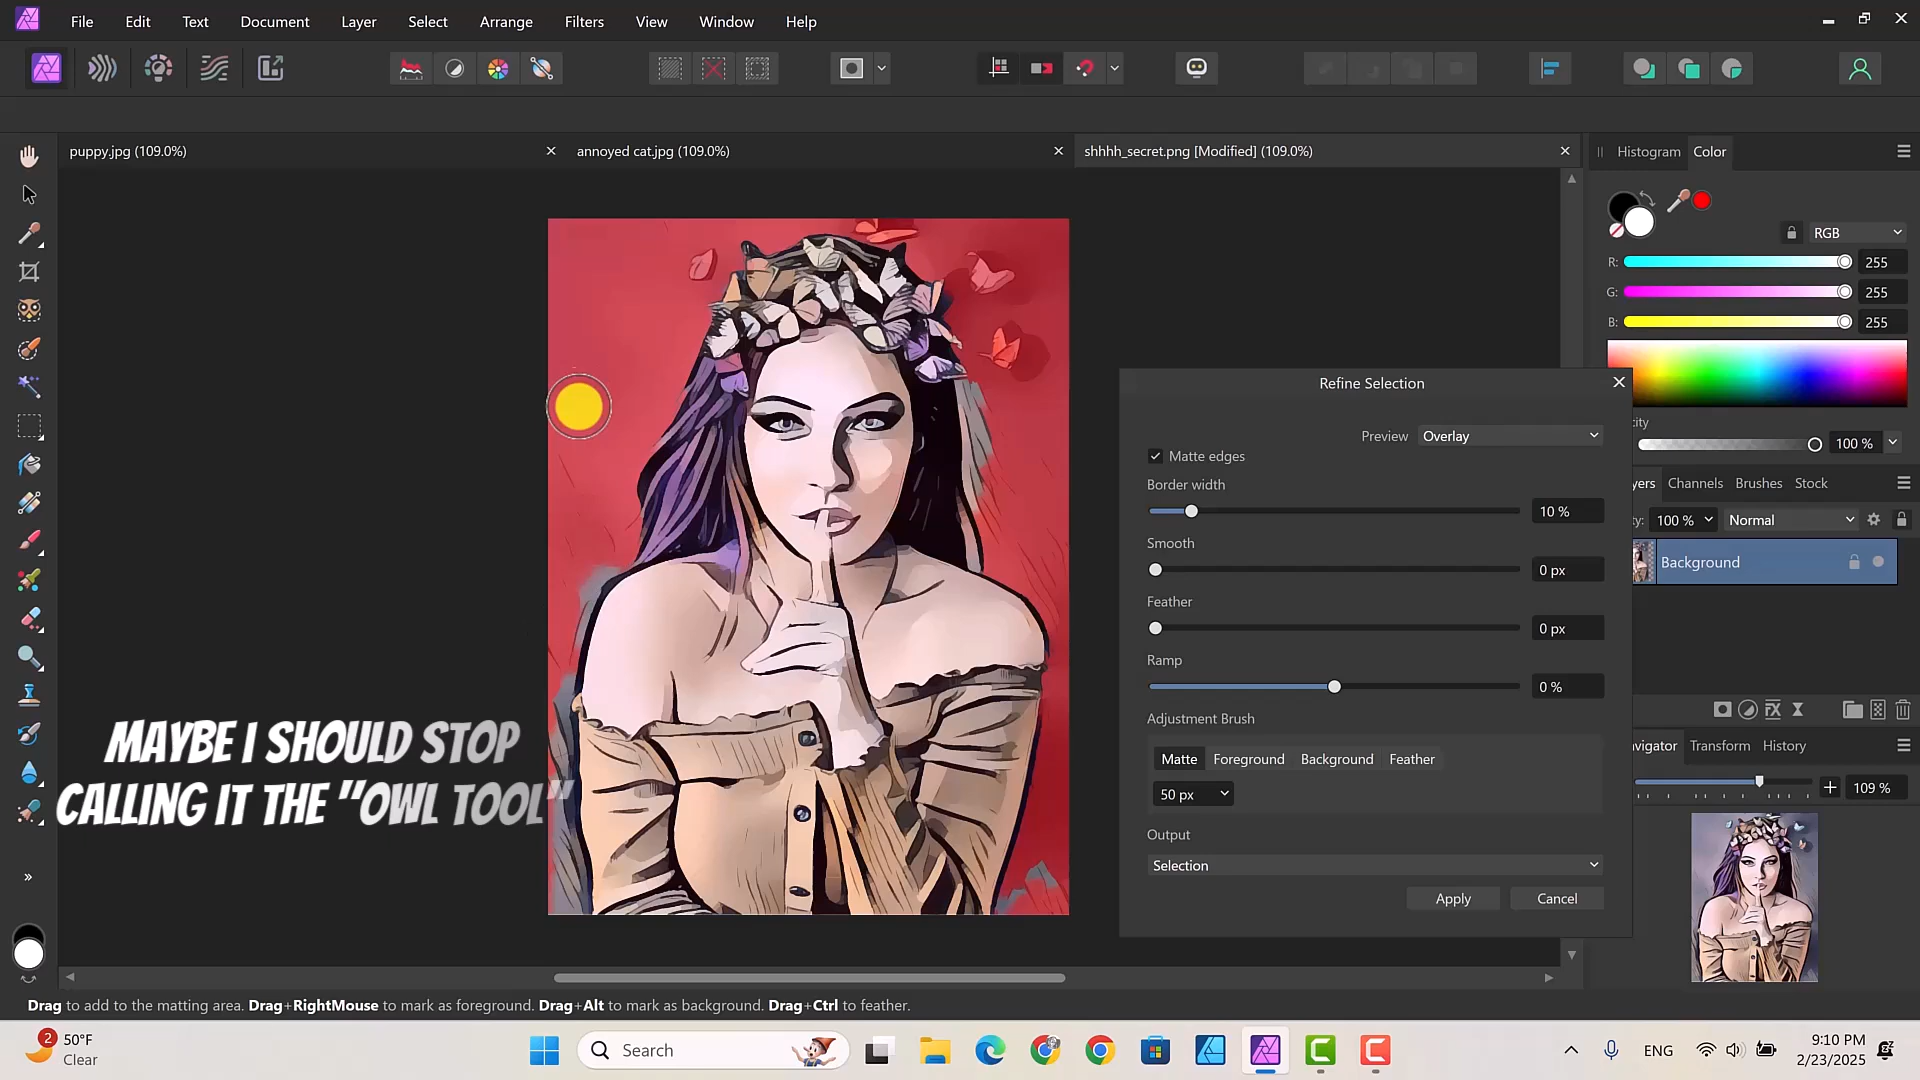 File Edit Text Document Layer Select Arrange Filters View Window Help
puppy.jpg (109.0%)
annoyed cat.jpg (109.0%)
shhhh_secret.png [Modified] (109.0%)
Histogram Color
RGB
R: 255
G: 255
B: 255
100 %
Refine Selection
Preview Overlay
Matte edges
Border width
10 %
Smooth
0 px
Feather
0 px
Ramp
0 %
Adjustment Brush
Matte Foreground Background Feather
50 px
Output
Selection
Apply Cancel
Channels Brushes Stock
100 % Normal
Background
Transform History
109 %
MAYBE I SHOULD STOP
CALLING IT THE "OWL TOOL"
Drag to add to the matting area. Drag+RightMouse to mark as foreground. Drag+Alt to mark as background. Drag+Ctrl to feather.
2
50°F
Clear
Search
ENG
9:10 PM
2/23/2025